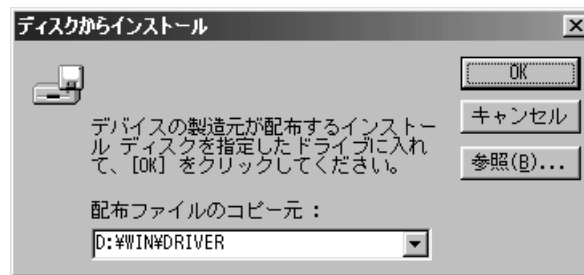 ディスクからインストール
OK
デバイスの製造元が配布するインストー
ル ディスクを指定したドライブに入れ
て、[OK] をクリックしてください。
キャンセル
参照(B)...
配布ファイルのコピー元 :
D:¥WIN¥DRIVER